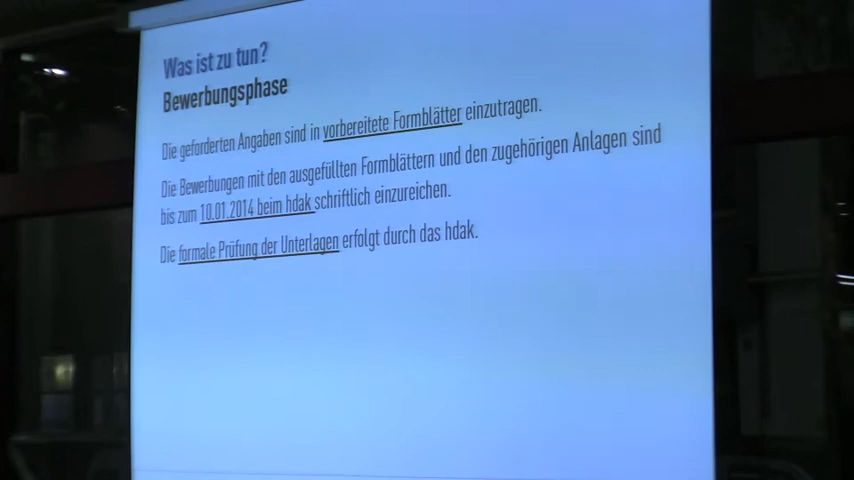 Was ist zu tun?
Bewerbungsphase
Die geforderten Angaben sind in vorbereitete Formblätter einzutragen.
Die Bewerbungen mit den ausgefüllten Formblättern und den zugehörigen Anlagen sind
bis zum 10.01.2014 beim hdak schriftlich einzureichen.
Die formale Prüfung der Unterlagen erfolgt durch das hdak.